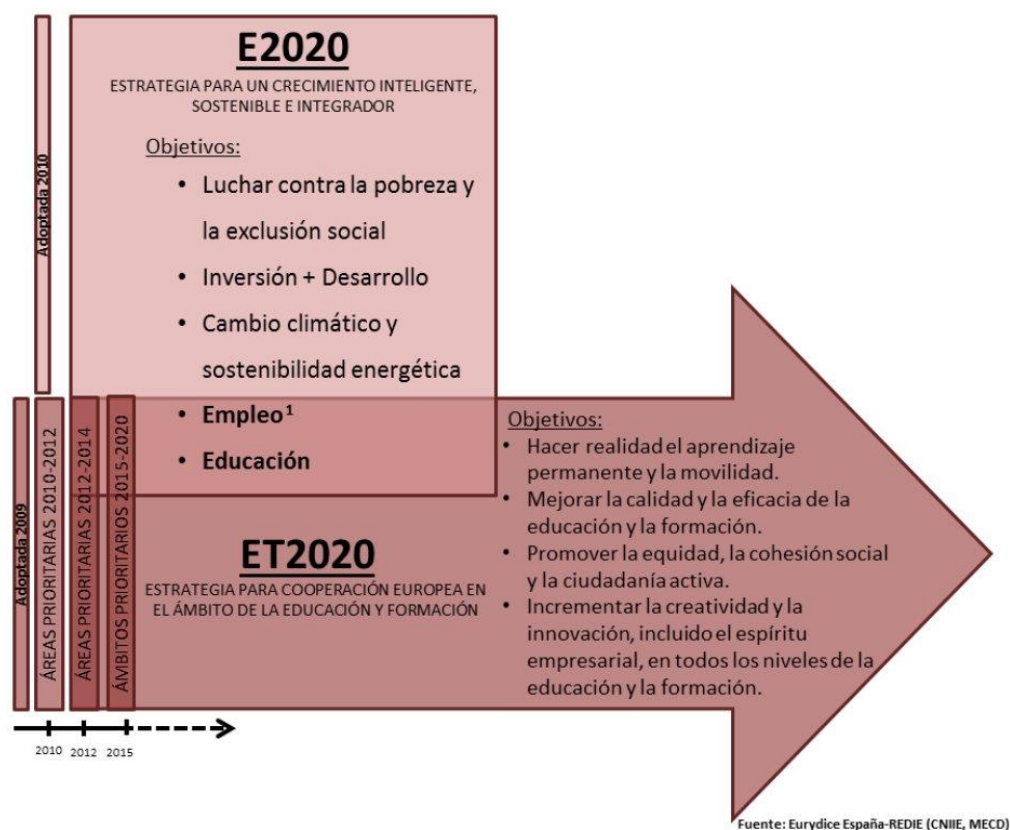 E2020
ESTRATEGIA PARA UN CRECIMIENTO INTELIGENTE,
SOSTENIBLE E INTEGRADOR
Objetivos:
• Luchar contra la pobreza y
la exclusión social
• Inversión + Desarrollo
• Cambio climático y
sostenibilidad energética
• Empleo¹
• Educación
Adoptada 2010
Adoptada 2009
ÁREAS PRIORITARIAS 2010-2012
ÁREAS PRIORITARIAS 2012-2014
ÁMBITOS PRIORITARIOS 2015-2020
ET2020
ESTRATEGIA PARA COOPERACIÓN EUROPEA EN
EL ÁMBITO DE LA EDUCACIÓN Y FORMACIÓN
Objetivos:
• Hacer realidad el aprendizaje
permanente y la movilidad.
• Mejorar la calidad y la eficacia de la
educación y la formación.
• Promover la equidad, la cohesión social
y la ciudadanía activa.
• Incrementar la creatividad y la
innovación, incluido el espíritu
empresarial, en todos los niveles de la
educación y la formación.
2010 2012 2015
Fuente: Eurydice España-REDIE (CNIIE, MECD)